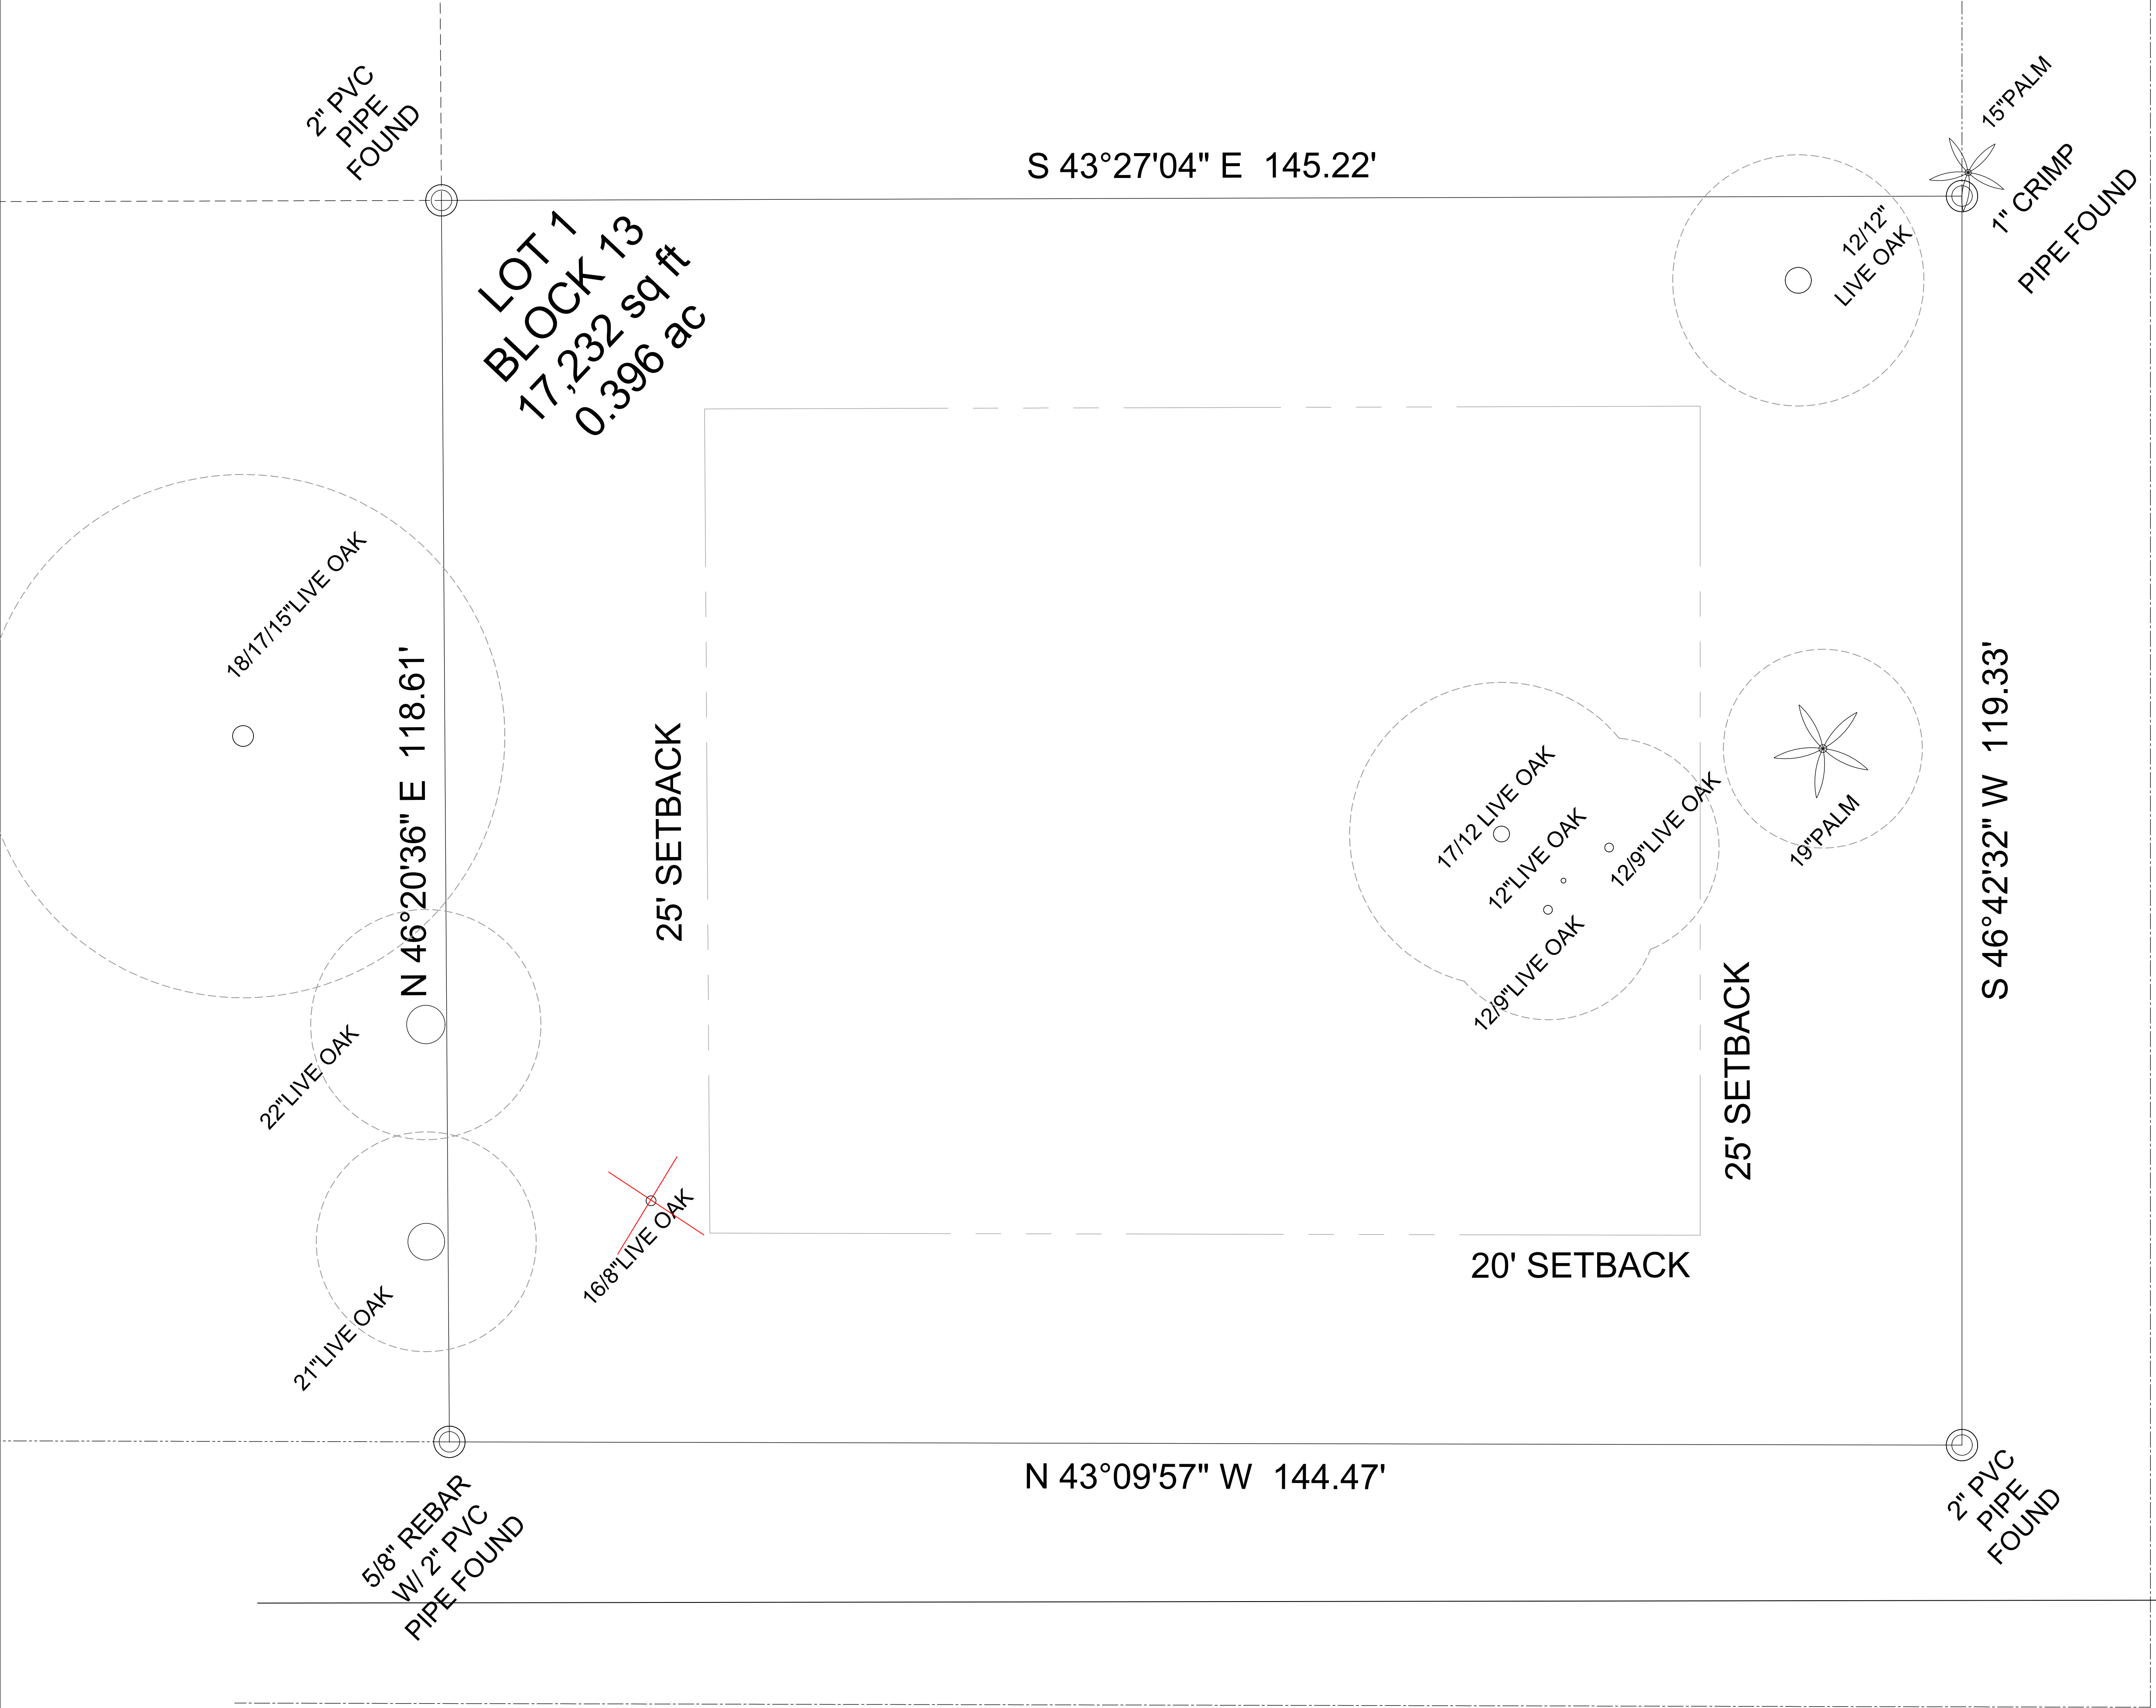 2" PVC
PIPE
FOUND
S 43°27'04" E 145.22'
15"PALM
1" CRIMP
PIPE FOUND
12/12"
LIVE OAK
LOT 1
BLOCK 13
17,232 sq ft
0.396 ac
18/17/15"LIVE OAK
N 46°20'36" E 118.61'
25' SETBACK
17/12 LIVE OAK
12"LIVE OAK
12/9"LIVE OAK
12/9"LIVE OAK
19"PALM
S 46°42'32" W 119.33'
25' SETBACK
22"LIVE OAK
21"LIVE OAK
16/8"LIVE OAK
20' SETBACK
N 43°09'57" W 144.47'
5/8" REBAR
W/ 2" PVC
PIPE FOUND
2" PVC
PIPE
FOUND